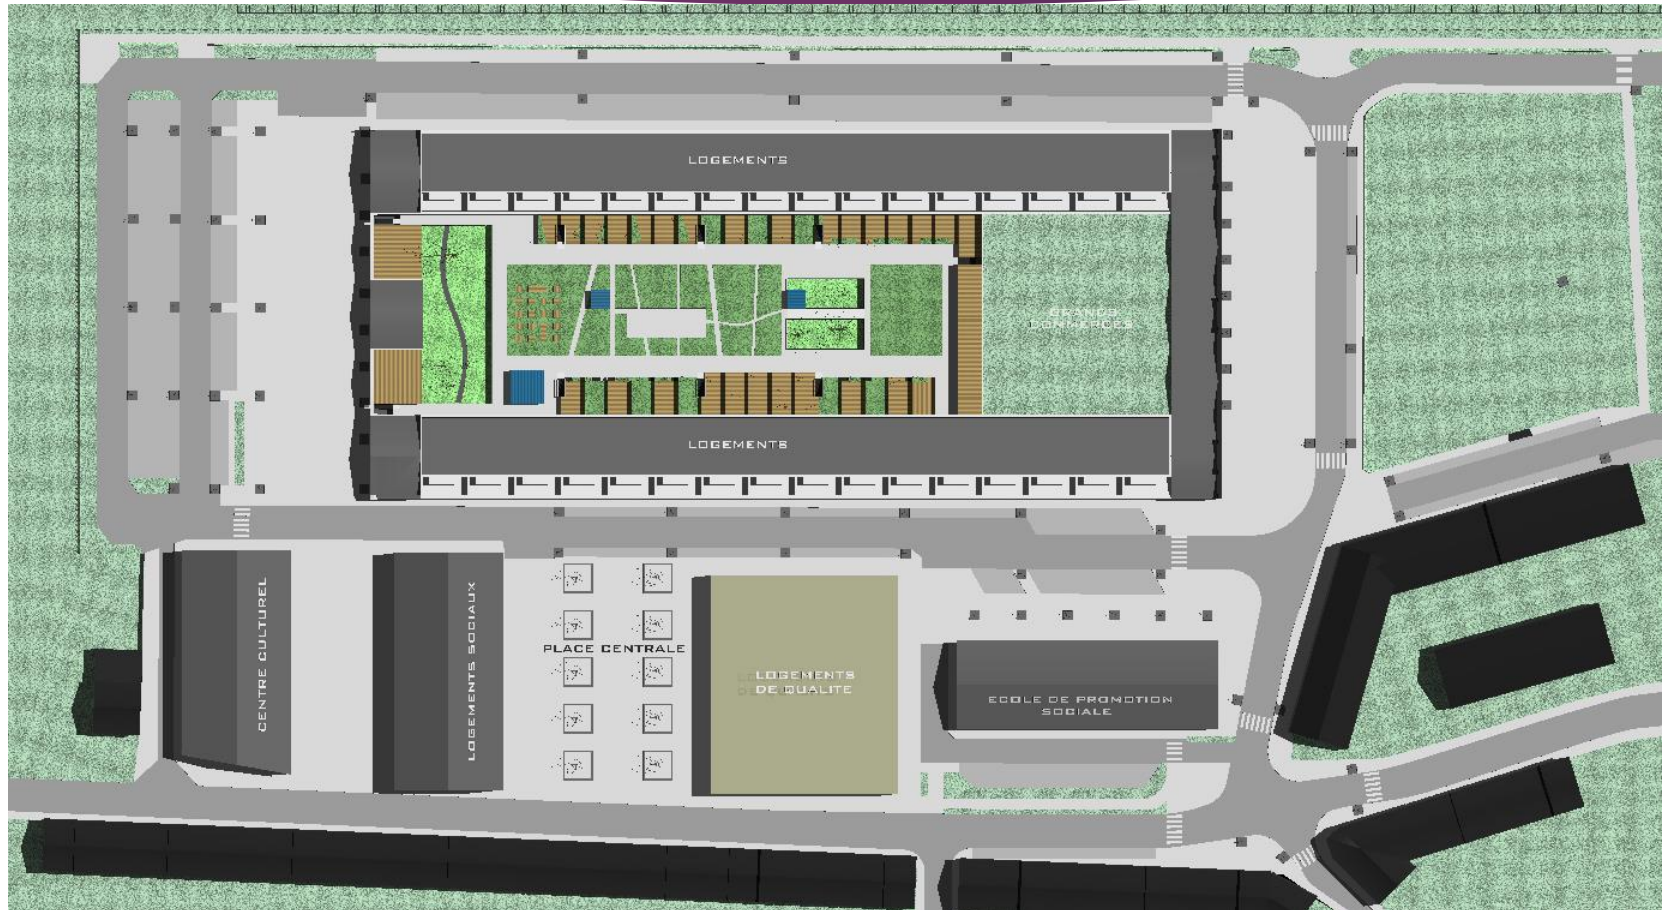 LOGEMENTS
GRANDS
COMMERCES
LOGEMENTS
CENTRE CULTUREL
LOGEMENTS SOCIAUX
PLACE CENTRALE
LOGEMENTS
DE QUALITE
ECOLE DE PROMOTION
SOCIALE